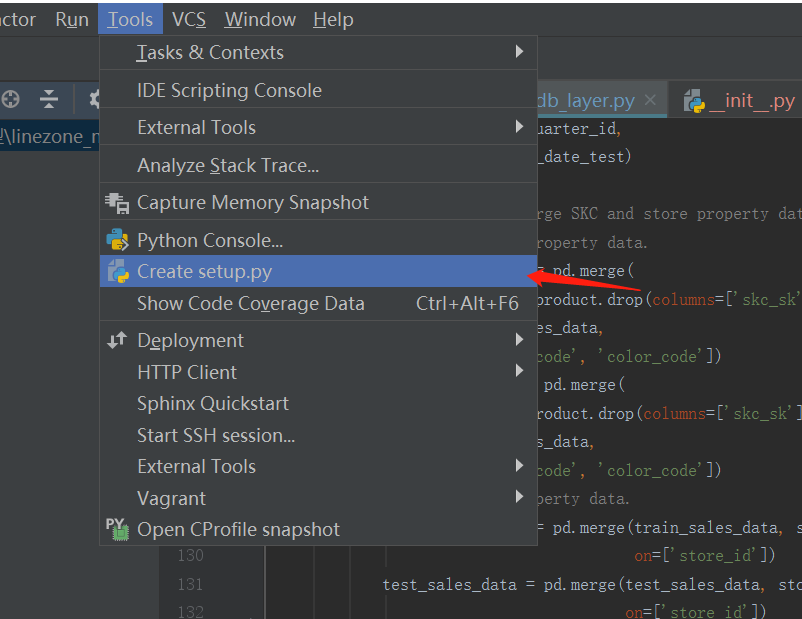 ctor Run Tools VCS Window Help
Tasks & Contexts
IDE Scripting Console
External Tools
Analyze Stack Trace...
Capture Memory Snapshot
Python Console...
Create setup.py
Show Code Coverage Data Ctrl+Alt+F6
Deployment
HTTP Client
Sphinx Quickstart
Start SSH session...
External Tools
Vagrant
Open CProfile snapshot
\linezone_
db_layer.py
__init__.py
uarter_id,
_date_test)
rge SKC and store property dat
roperty data.
= pd.merge(
product.drop(columns=['skc_sk'
es_data,
code', 'color_code'])
pd.merge(
product.drop(columns=['skc_sk']
s_data,
code', 'color_code'])
perty data.
= pd.merge(train_sales_data, s
130 on=['store_id'])
131 test_sales_data = pd.merge(test_sales_data, sto
132 on=['store_id'])